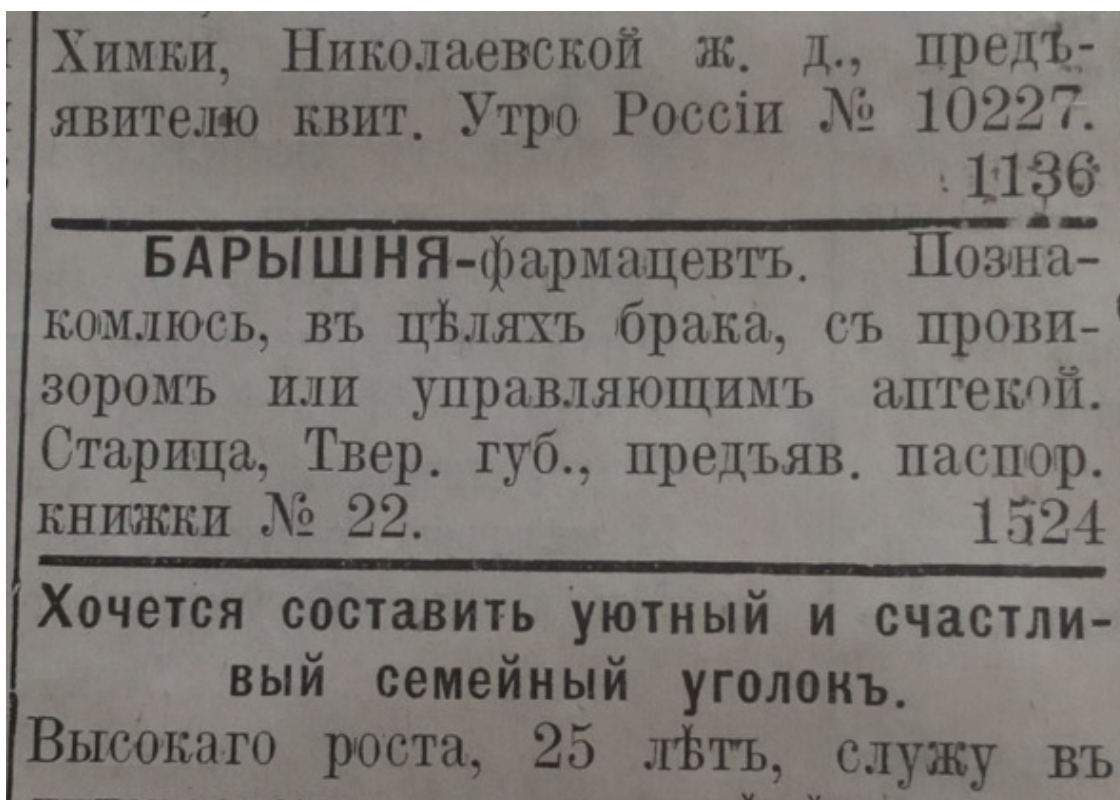 Химки, Николаевской ж. д., предъ-
явителю квит. Утро Россіи № 10227.
1136
БАРЫШНЯ-фармацевтъ. Позна-
комлюсь, въ цѣляхъ брака, съ прови-
зоромъ или управляющимъ аптекой.
Старица, Твер. губ., предъяв. паспор.
книжки № 22. 1524
Хочется составить уютный и счастли-
вый семейный уголокъ.
Высокаго роста, 25 лѣтъ, служу въ